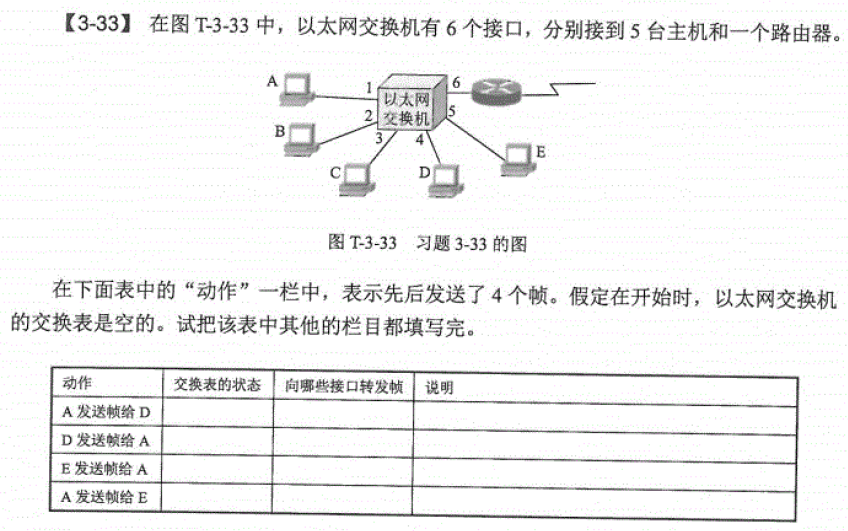 【3-33】 在图 T-3-33 中，以太网交换机有 6 个接口，分别接到 5 台主机和一个路由器。
A
1
以太网
交换机
6
2
5
B
3
4
E
C
D
图 T-3-33 习题 3-33 的图
在下面表中的“动作”一栏中，表示先后发送了 4 个帧。假定在开始时，以太网交换机
的交换表是空的。试把该表中其他的栏目都填写完。
动作 交换表的状态 向哪些接口转发帧 说明
A 发送帧给 D
D 发送帧给 A
E 发送帧给 A
A 发送帧给 E